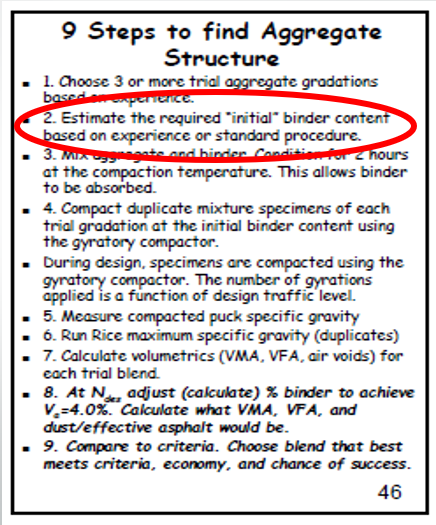 9 Steps to find Aggregate
Structure
▪ 1. Choose 3 or more trial aggregate gradations
based on experience.
▪ 2. Estimate the required "initial" binder content
based on experience or standard procedure.
▪ 3. Mix aggregate and binder. Condition for 2 hours
at the compaction temperature. This allows binder
to be absorbed.
▪ 4. Compact duplicate mixture specimens of each
trial gradation at the initial binder content using
the gyratory compactor.
▪ During design, specimens are compacted using the
gyratory compactor. The number of gyrations
applied is a function of design traffic level.
▪ 5. Measure compacted puck specific gravity
▪ 6. Run Rice maximum specific gravity (duplicates)
▪ 7. Calculate volumetrics (VMA, VFA, air voids) for
each trial blend.
▪ 8. At Ndes adjust (calculate) % binder to achieve
Va=4.0%. Calculate what VMA, VFA, and
dust/effective asphalt would be.
▪ 9. Compare to criteria. Choose blend that best
meets criteria, economy, and chance of success.
46